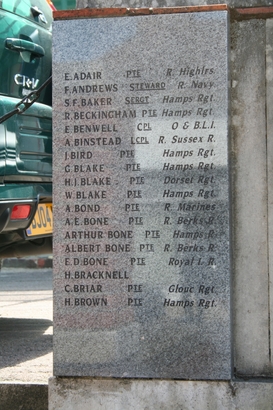 CR-V
E.ADAIR PTE R. Highlrs
F.ANDREWS STEWARD R. Navy
S.F.BAKER SERGT Hamps Rgt.
R.BECKINGHAM PTE Hamps Rgt.
E.BENWELL CPL O & B.L.I.
A.BINSTEAD LCPL R. Sussex R.
J.BIRD PTE Hamps Rgt.
G.BLAKE PTE Hamps Rgt.
H.J.BLAKE PTE Dorset Rgt.
W.BLAKE PTE Hamps Rgt.
A.BOND PTE R. Marines
A.E.BONE PTE R. Berks R.
ARTHUR BONE PTE Hamps R.
ALBERT BONE PTE R. Berks R.
E.D.BONE PTE Royal I. R.
H.BRACKNELL
C.BRIAR PTE Glouc Rgt.
H.BROWN PTE Hamps Rgt.